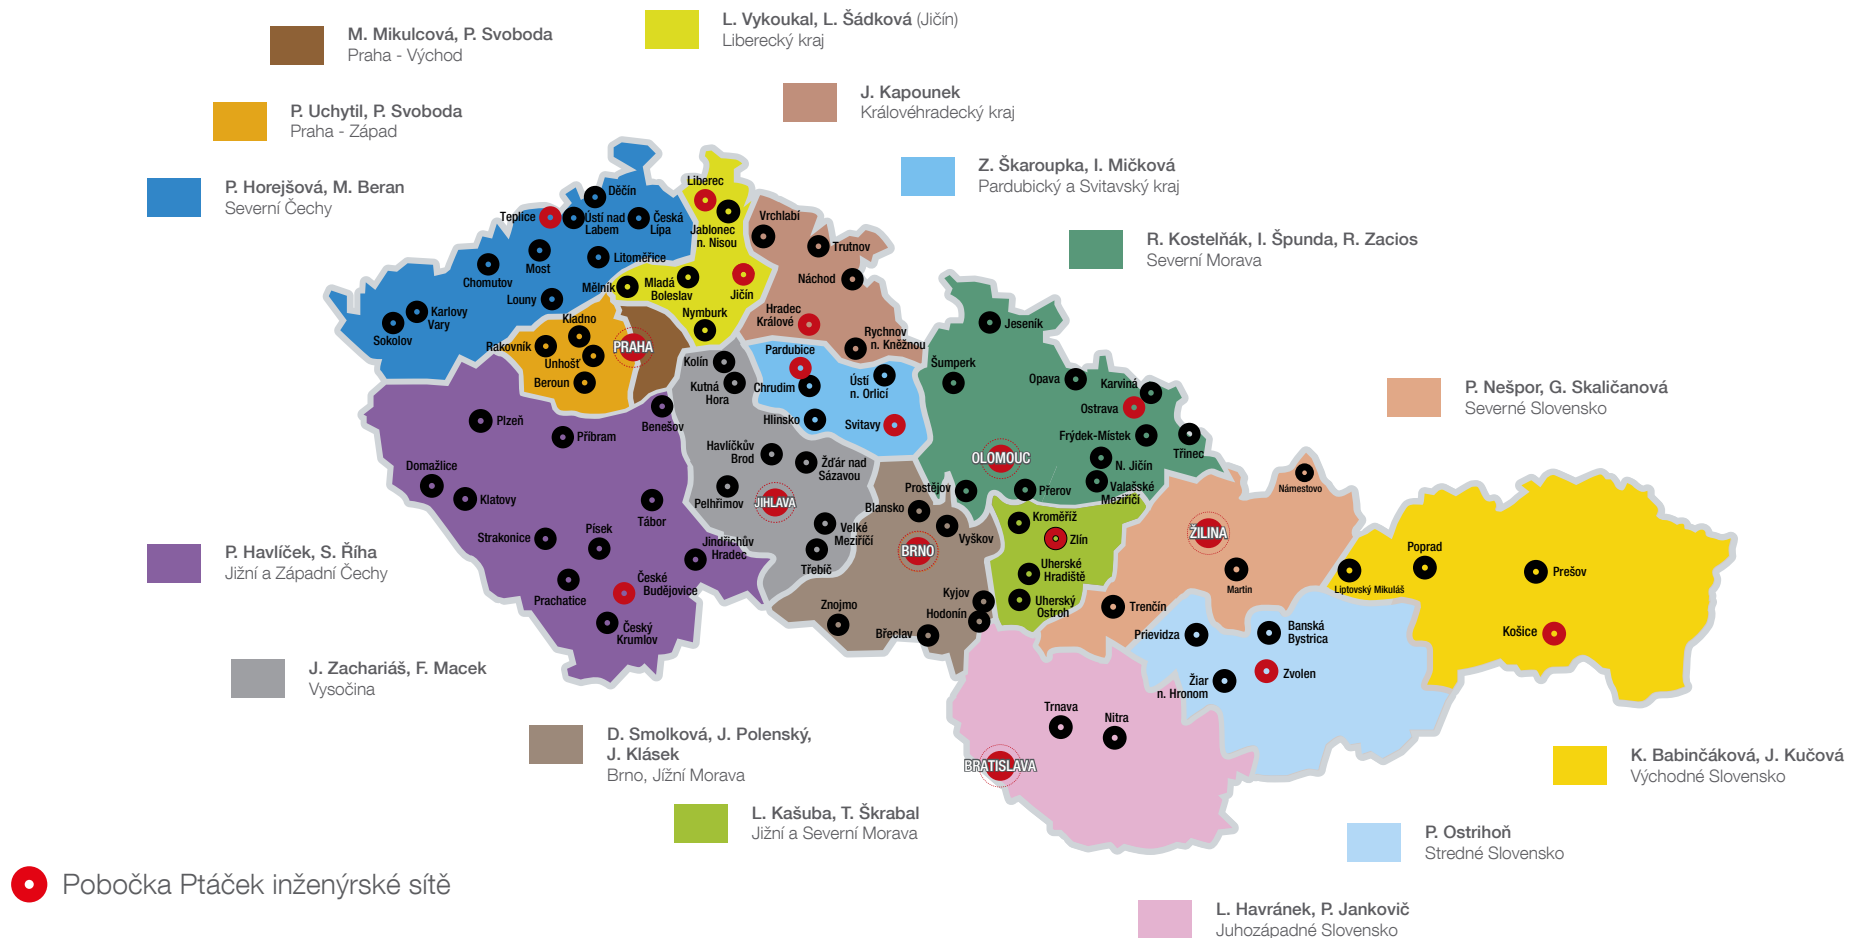 M. Mikulcová, P. Svoboda
Praha - Východ
L. Vykoukal, L. Šádková (Jičín)
Liberecký kraj
P. Uchytil, P. Svoboda
Praha - Západ
J. Kapounek
Královéhradecký kraj
P. Horejšová, M. Beran
Severní Čechy
Z. Škaroupka, I. Mičková
Pardubický a Svitavský kraj
R. Kostelňák, I. Špunda, R. Zacios
Severní Morava
P. Nešpor, G. Skaličanová
Severné Slovensko
Děčín
Teplice
Ústí nad
Labem
Česká
Lípa
Most
Litoměřice
Chomutov
Louny
Karlovy
Vary
Sokolov
Liberec
Jablonec
n. Nisou
Mělník
Mladá
Boleslav
Jičín
Nymburk
Vrchlabí
Trutnov
Náchod
Hradec
Králové
Rychnov
n. Kněžnou
Kladno
Rakovník
Unhošť
Beroun
PRAHA
Kolín
Kutná
Hora
Benešov
Pardubice
Chrudim
Ústí
n. Orlicí
Hlinsko
Svitavy
Jeseník
Šumperk
Opava
Karviná
Ostrava
Frýdek-Místek
Třinec
OLOMOUC
N. Jičín
Valašské
Meziříčí
Prostějov
Přerov
Plzeň
Příbram
Domažlice
Klatovy
Tábor
Strakonice
Písek
Jindřichův
Hradec
Prachatice
České
Budějovice
Český
Krumlov
Havlíčkův
Brod
Žďár nad
Sázavou
Pelhřimov
JIHLAVA
Velké
Meziříčí
Třebíč
Blansko
Vyškov
BRNO
Znojmo
Břeclav
Kyjov
Hodonín
Kroměříž
Zlín
Uherské
Hradiště
Uherský
Ostroh
Námestovo
ŽILINA
Martin
Trenčín
Liptovský Mikuláš
Poprad
Prešov
Košice
Prievidza
Banská
Bystrica
Žiar
n. Hronom
Zvolen
Trnava
Nitra
BRATISLAVA
P. Havlíček, S. Říha
Jižní a Západní Čechy
J. Zachariáš, F. Macek
Vysočina
D. Smolková, J. Polenský,
J. Klásek
Brno, Jížní Morava
L. Kašuba, T. Škrabal
Jižní a Severní Morava
K. Babinčáková, J. Kučová
Východné Slovensko
P. Ostrihoň
Stredné Slovensko
L. Havránek, P. Jankovič
Juhozápadné Slovensko
Pobočka Ptáček inženýrské sítě